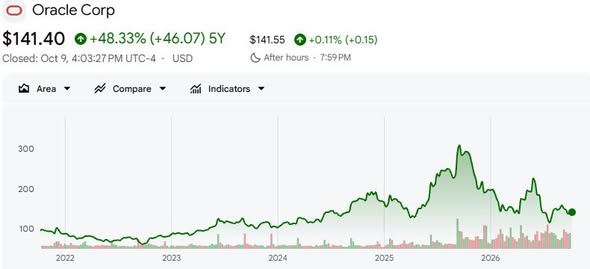 Oracle Corp
$141.40 +48.33% (+46.07) 5Y $141.55 +0.11% (+0.15)
Closed: Oct 9, 4:03:27 PM UTC-4 · USD After hours · 7:59 PM
Area Compare Indicators
300
200
100
2022 2023 2024 2025 2026